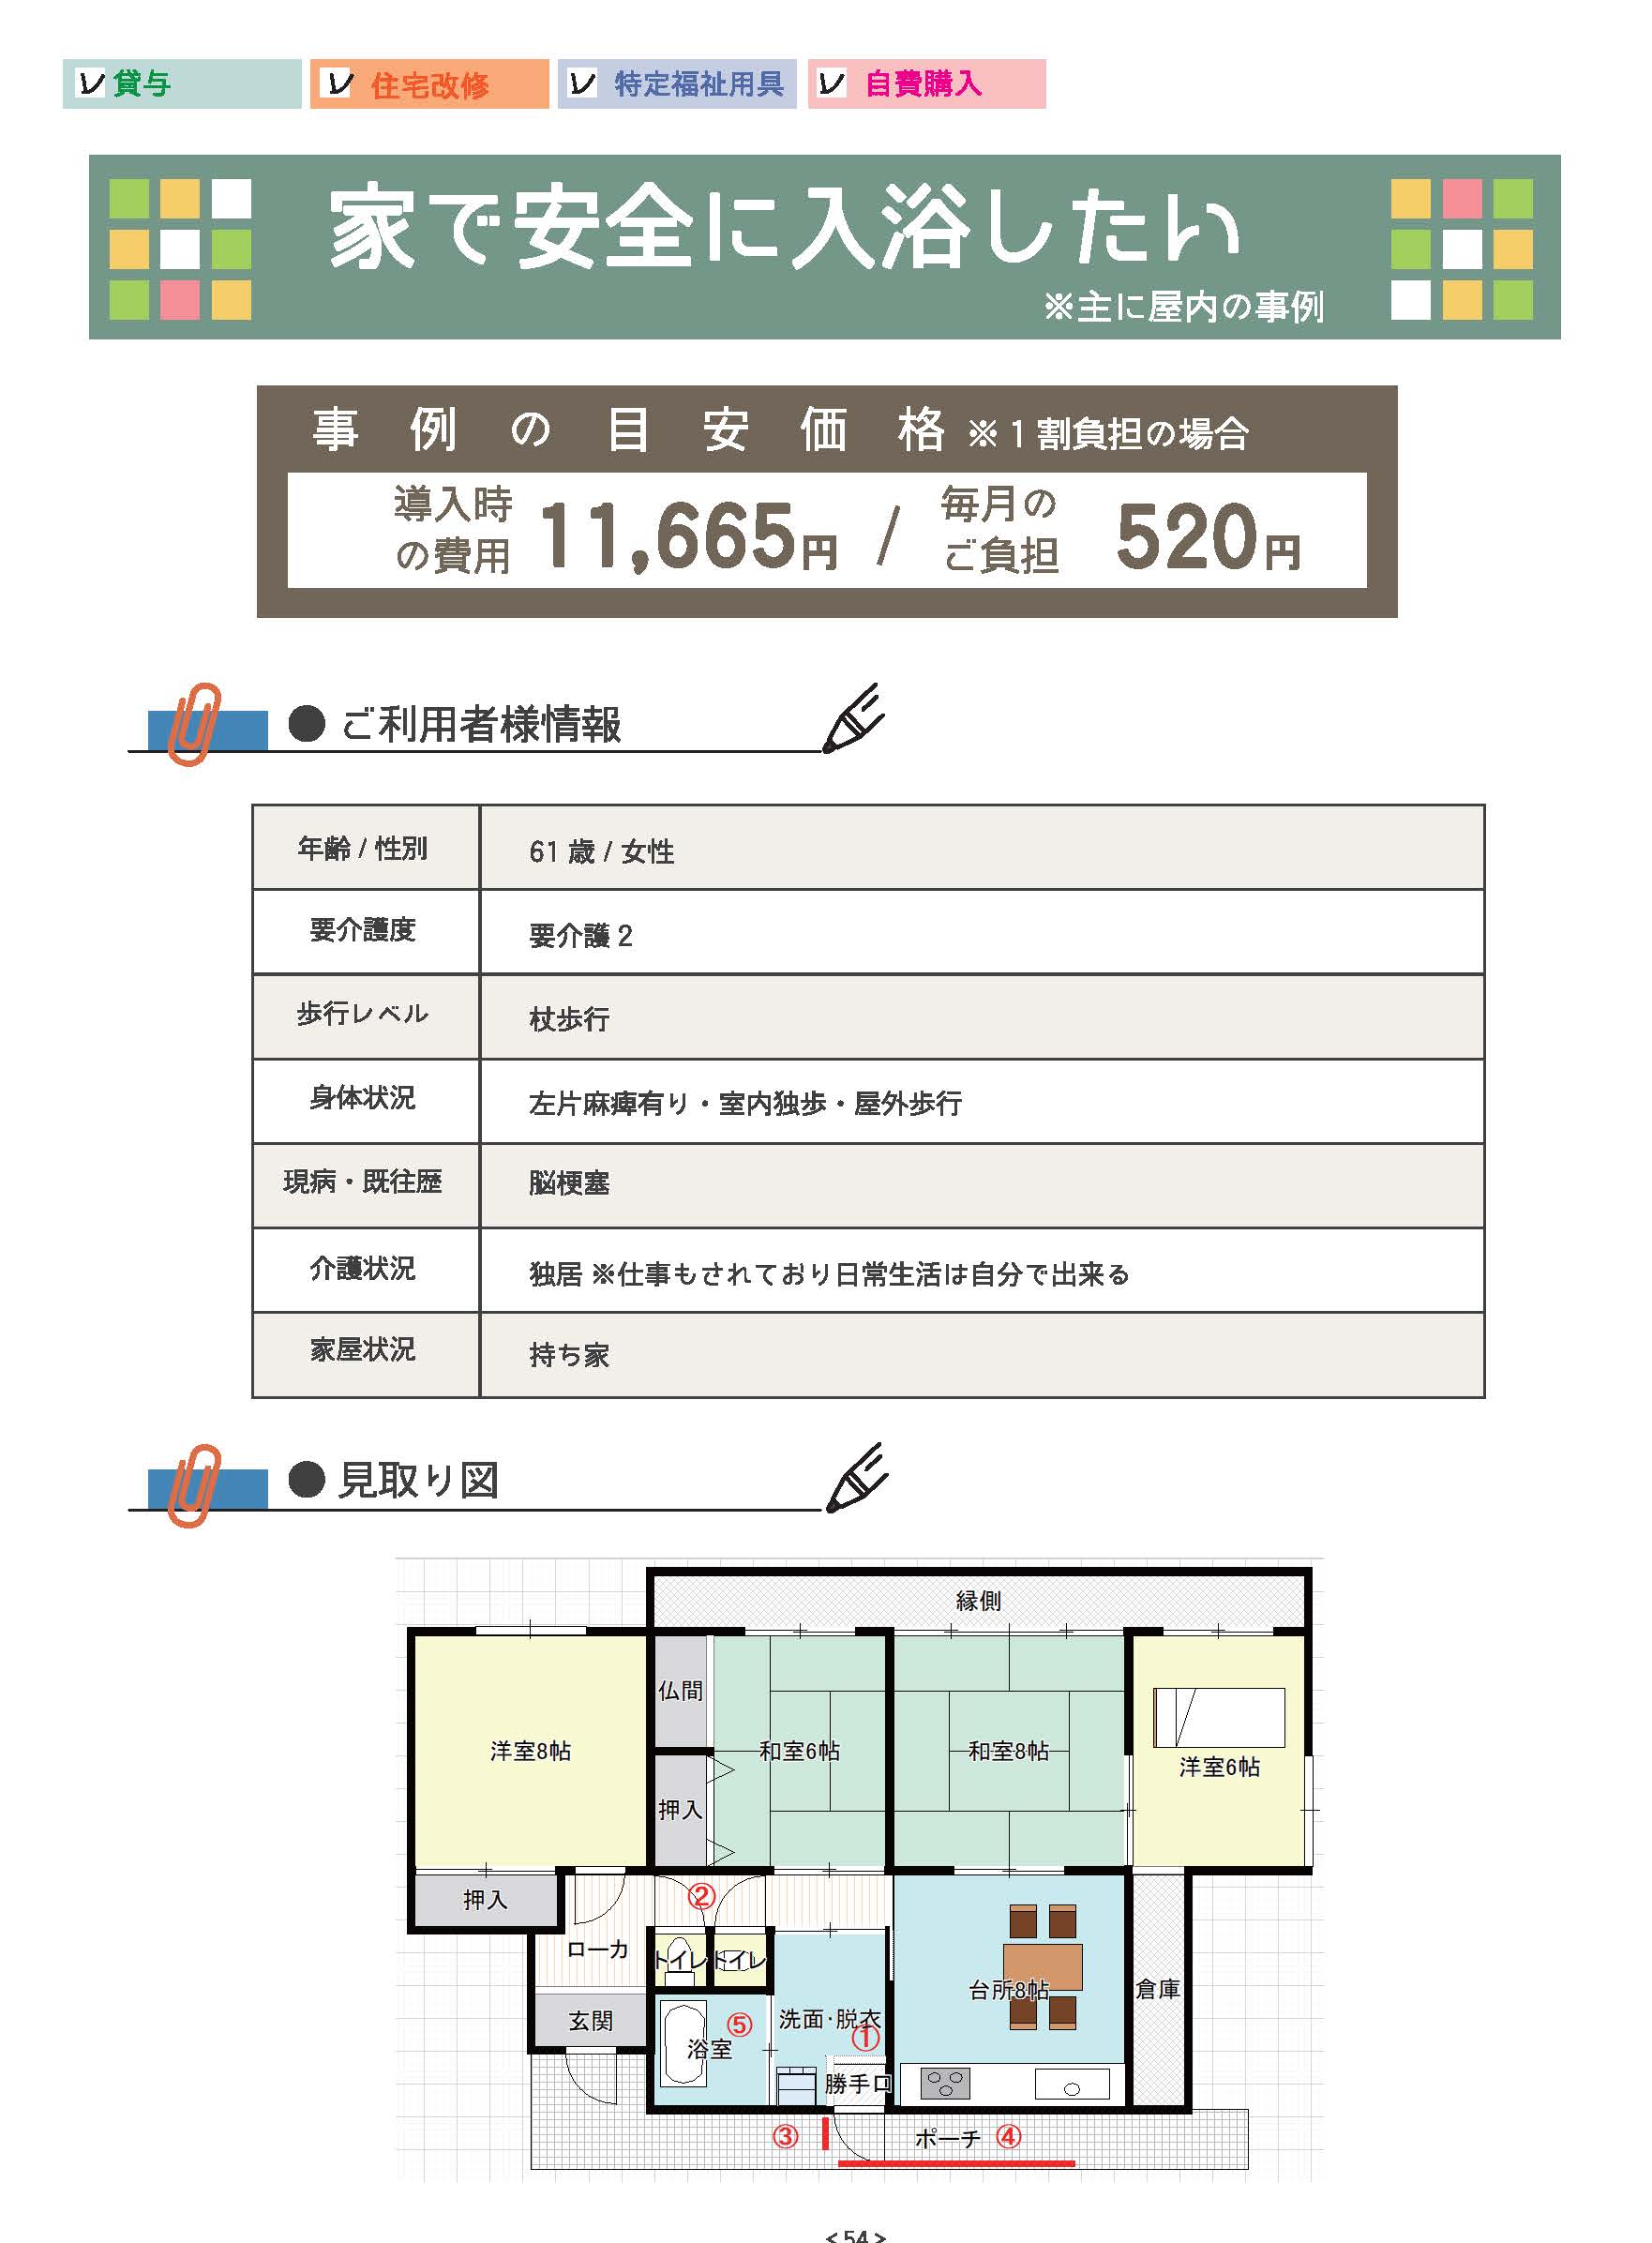 貸与 住宅改修 特定福祉用具 自費購入
家で安全に入浴したい
※主に屋内の事例
事例の目安価格 ※1割負担の場合
導入時の費用 11,665円 / 毎月のご負担 520円
● ご利用者様情報
年齢 / 性別 61 歳 / 女性
要介護度 要介護 2
歩行レベル 杖歩行
身体状況 左片麻痺有り・室内独歩・屋外歩行
現病・既往歴 脳梗塞
介護状況 独居 ※仕事もされており日常生活は自分で出来る
家屋状況 持ち家
● 見取り図
縁側
仏間
洋室8帖 和室6帖 和室8帖 洋室6帖
押入
押入 ②
ローカ トイレ トイレ
台所8帖 倉庫
玄関 ⑤ 洗面・脱衣
浴室 ①
勝手口
③ ポーチ ④
<54>